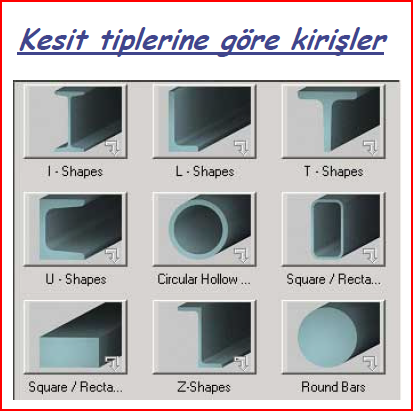 Kesit tiplerine göre kirişler
I - Shapes L - Shapes T - Shapes
U - Shapes Circular Hollow ... Square / Recta...
Square / Recta... Z-Shapes Round Bars